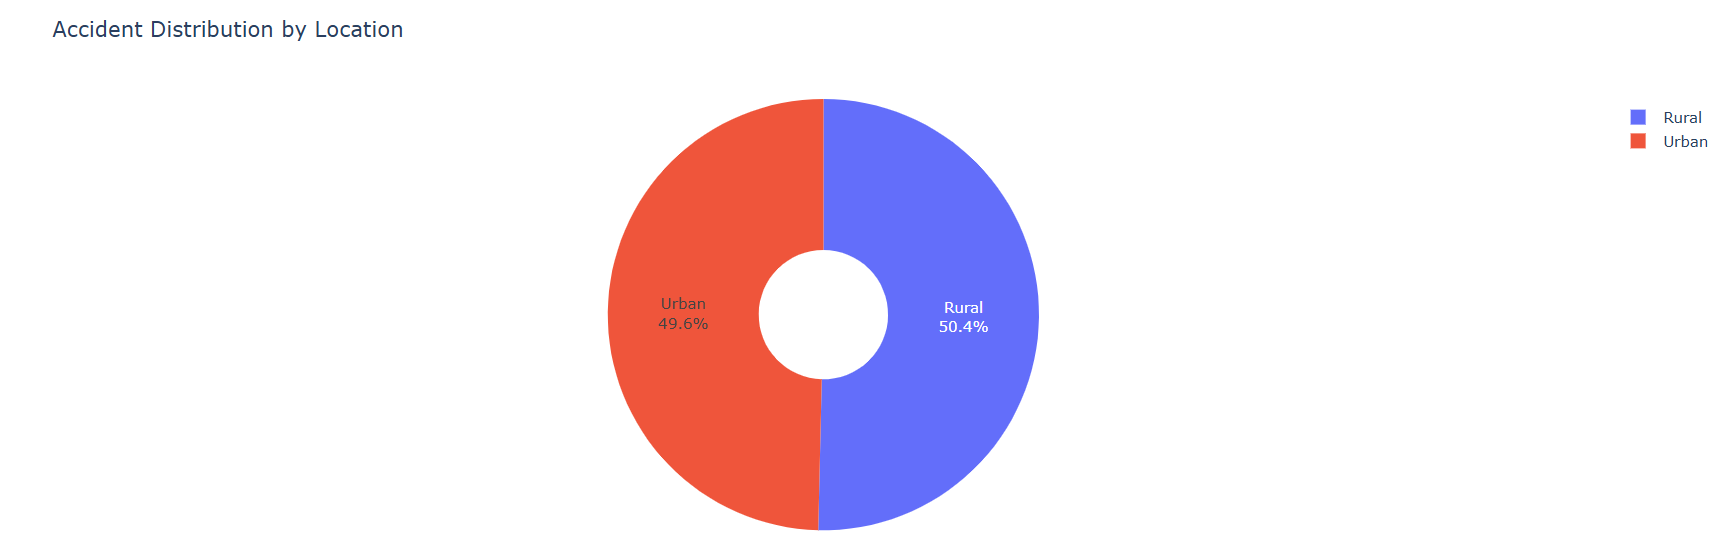 Accident Distribution by Location
Rural
Urban
Urban
49.6%
Rural
50.4%